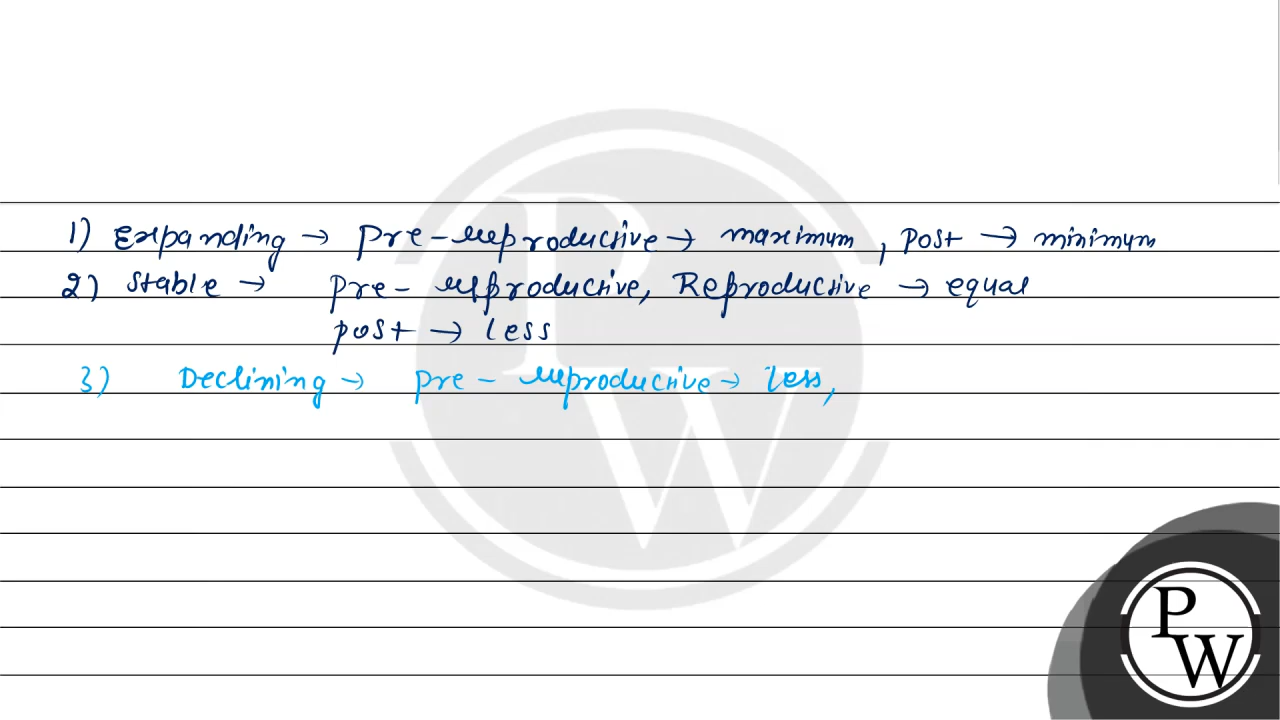 1) Expanding → Pre-reproductive → maximum, Post → minimum
2) Stable → Pre-reproductive, Reproductive → equal
post → less
3) Declining → pre-reproductive → less,
P
W
P
W